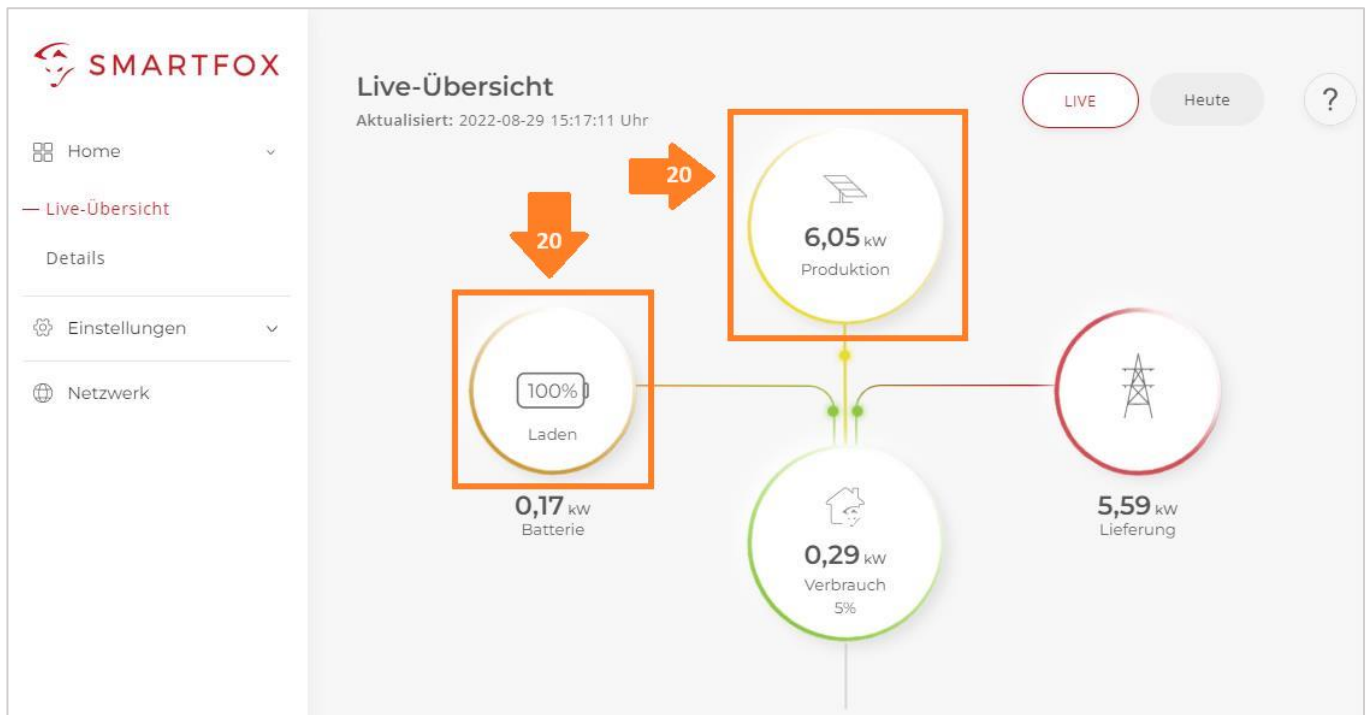 SMARTFOX
Home
Live-Übersicht
Details
Einstellungen
Netzwerk
Live-Übersicht
Aktualisiert: 2022-08-29 15:17:11 Uhr
LIVE
Heute
?
20
20
6,05 kW
Produktion
100%
Laden
0,17 kW
Batterie
5,59 kW
Lieferung
0,29 kW
Verbrauch
5%